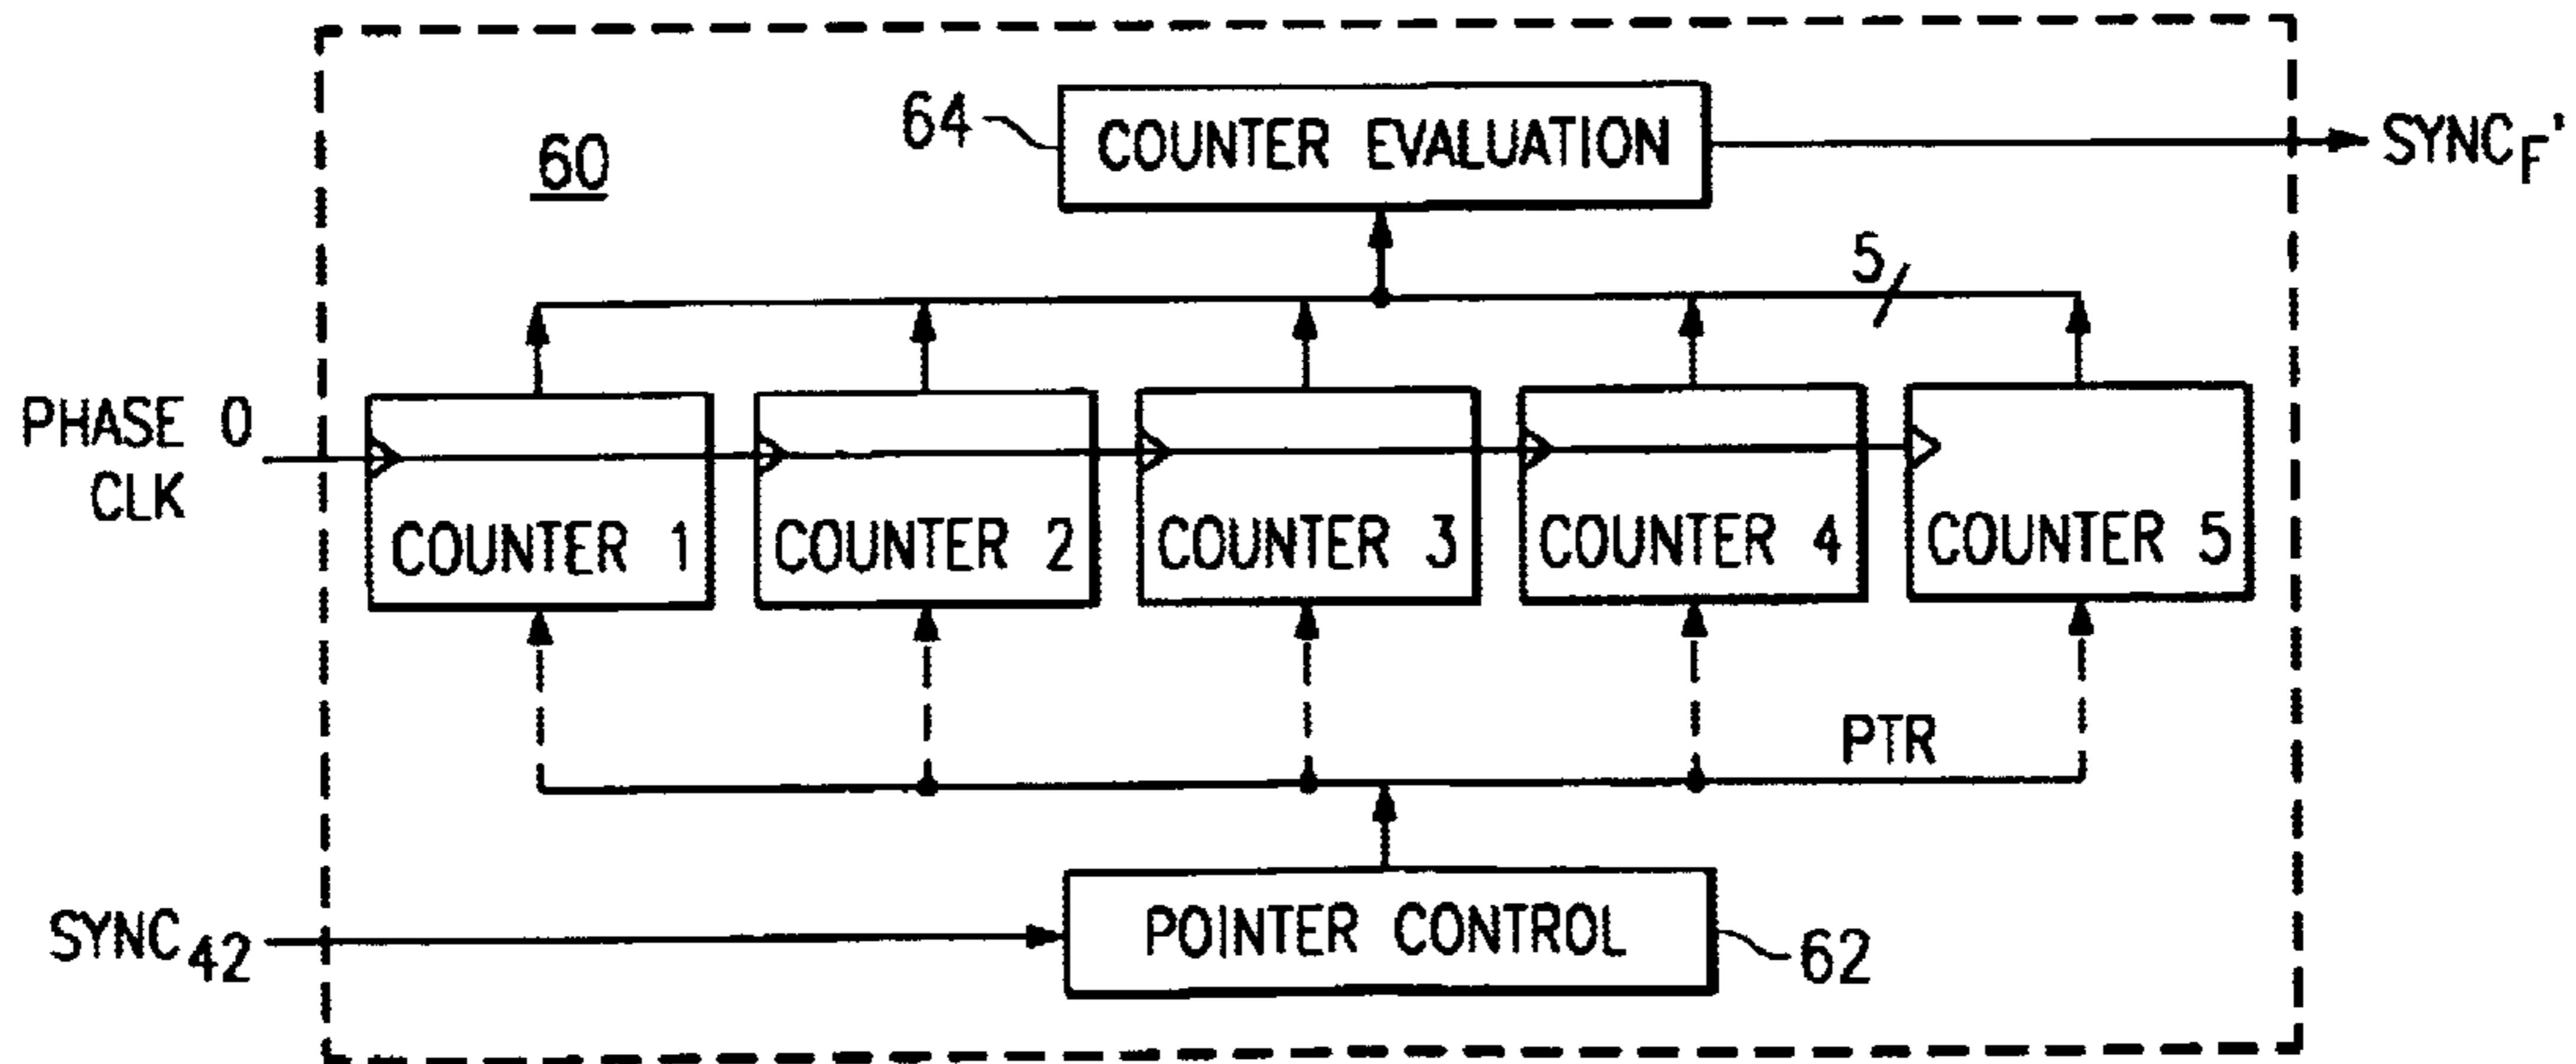 64
COUNTER EVALUATION
SYNC_F'
60
5
PHASE 0
CLK
COUNTER 1
COUNTER 2
COUNTER 3
COUNTER 4
COUNTER 5
PTR
SYNC_42
POINTER CONTROL
62